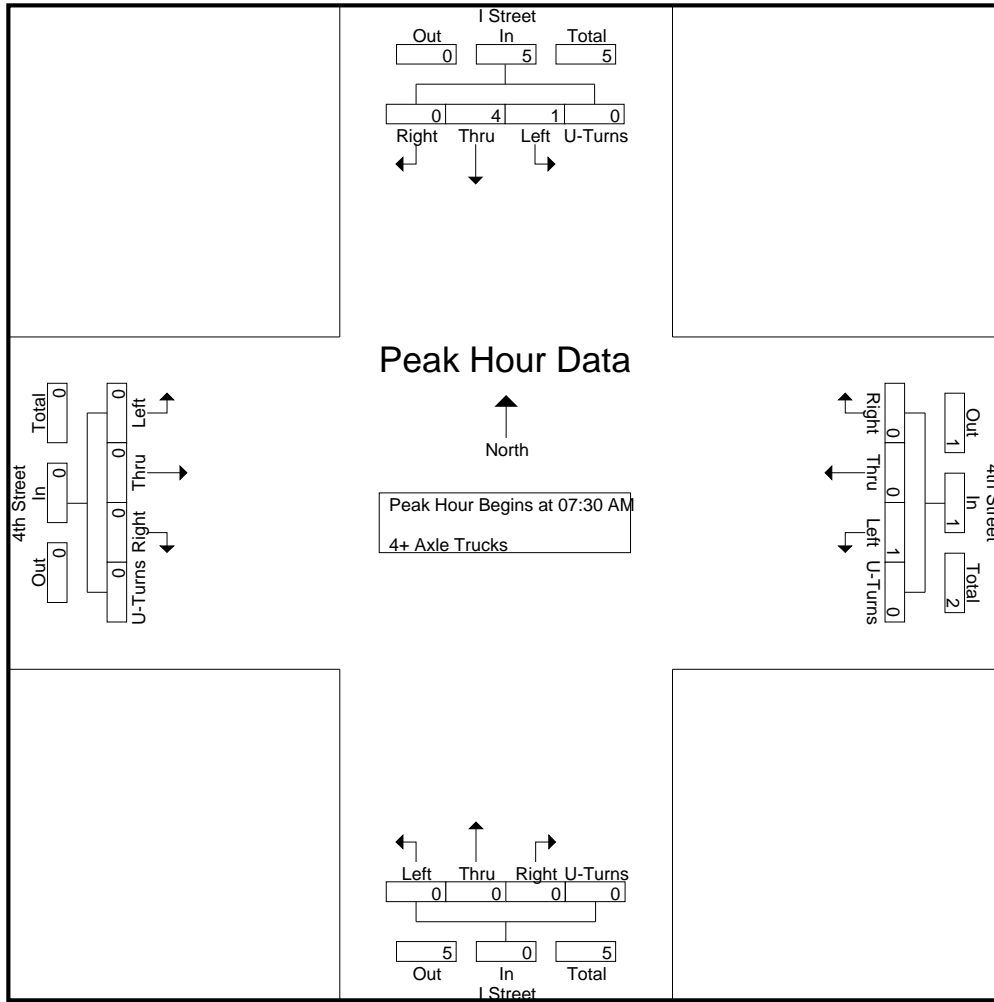 I Street
Out In Total
0 5 5
0 4 1 0
Right Thru Left U-Turns
Peak Hour Data
North
Peak Hour Begins at 07:30 AM
4+ Axle Trucks
4th Street
Total In Out
0 0 0
0 0 0 0
Left Thru Right U-Turns
4th Street
Out In Total
1 1 2
0 0 1 0
Right Thru Left U-Turns
Left Thru Right U-Turns
0 0 0 0
5 0 5
Out In Total
I Street